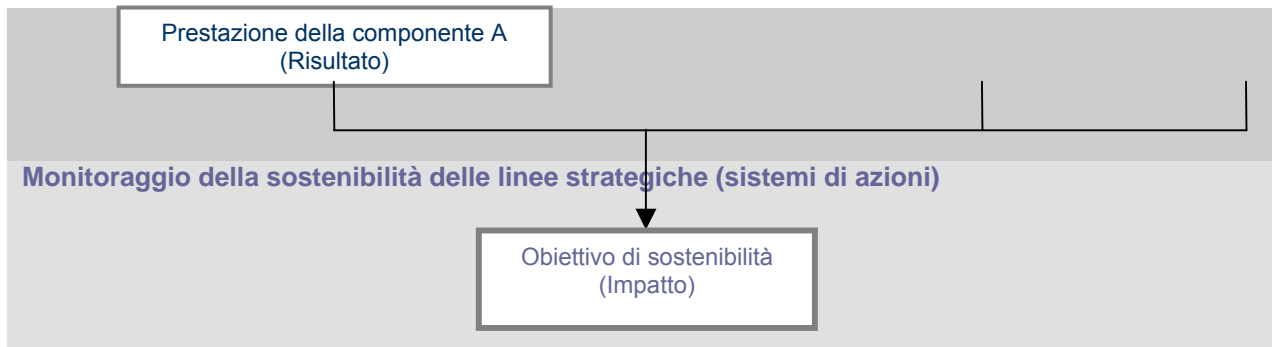 Prestazione della componente A
(Risultato)
Monitoraggio della sostenibilità delle linee strategiche (sistemi di azioni)
Obiettivo di sostenibilità
(Impatto)